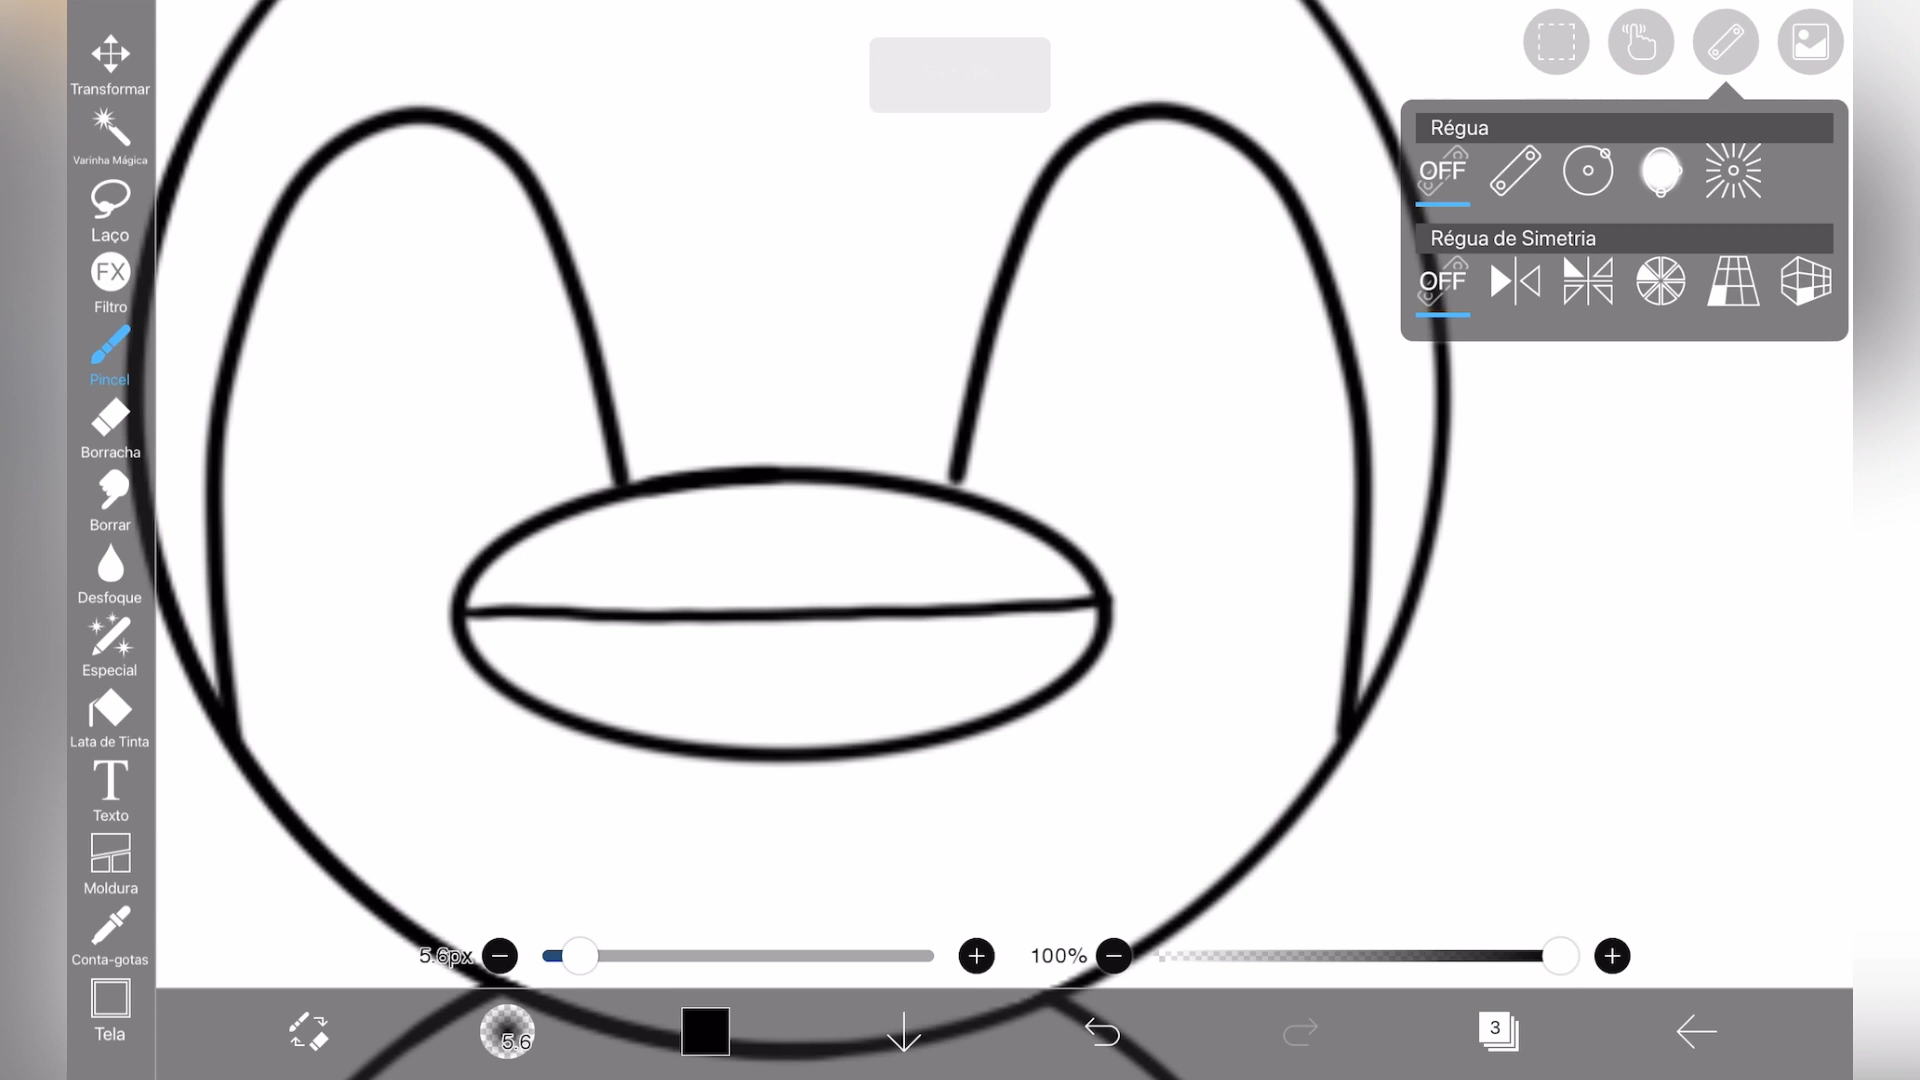 Transformar
Varinha Mágica
Laço
FX
Filtro
Pincel
Borracha
Borrar
Desfoque
Especial
Lata de Tinta
T
Texto
Moldura
Conta-gotas
Tela
Régua
OFF
Régua de Simetria
OFF
5.6px
100%
5.6
3